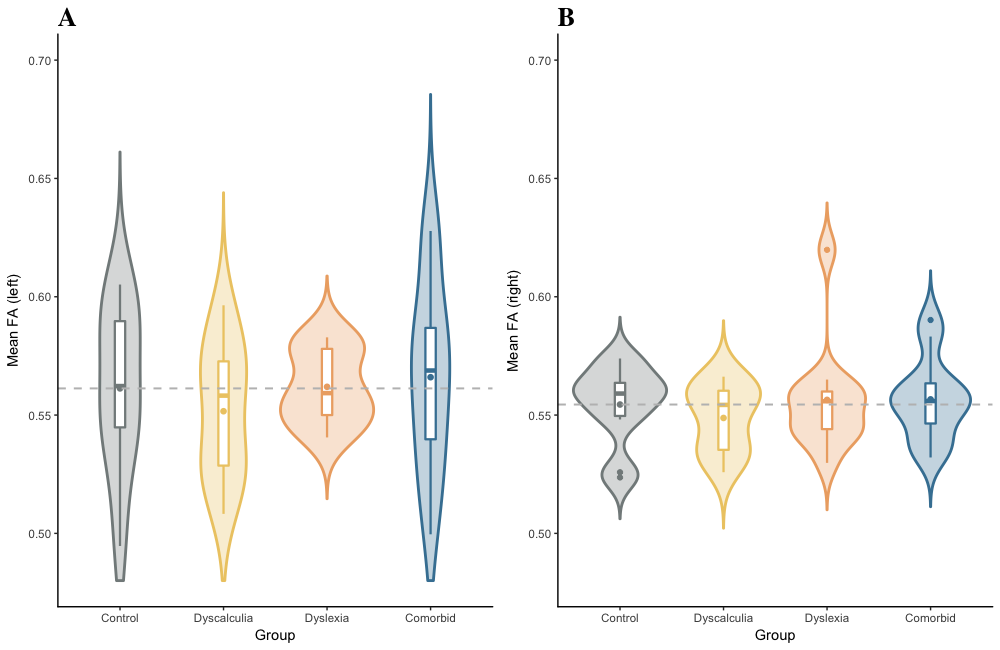 A
Mean FA (left)
0.70
0.65
0.60
0.55
0.50
Control Dyscalculia Dyslexia Comorbid
Group
B
Mean FA (right)
0.70
0.65
0.60
0.55
0.50
Control Dyscalculia Dyslexia Comorbid
Group